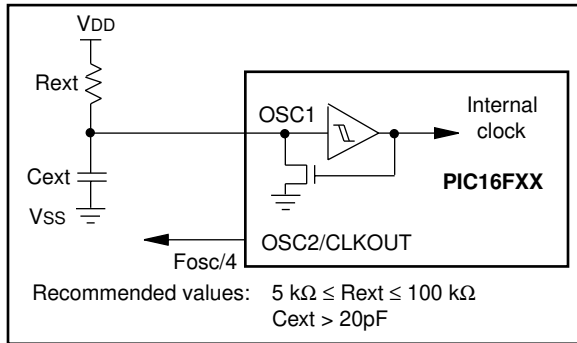 VDD
Rext
OSC1
Internal
clock
Cext
PIC16FXX
VSS
OSC2/CLKOUT
Fosc/4
Recommended values: 5 kΩ ≤ Rext ≤ 100 kΩ
Cext > 20pF